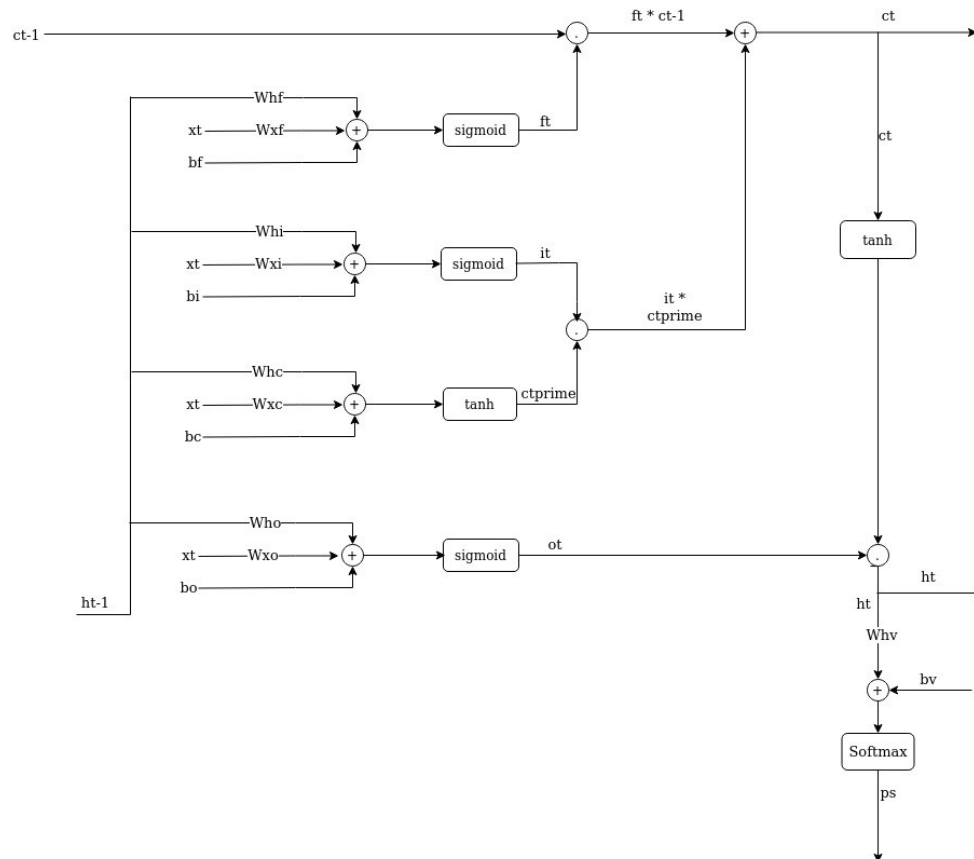 ft * ct-1
ct
ct-1
.
+
Whf
xt
Wxf
+
sigmoid
ft
bf
ct
Whi
tanh
xt
Wxi
+
sigmoid
it
bi
it *
ctprime
.
Whc
xt
Wxc
+
tanh
ctprime
bc
Who
xt
Wxo
+
sigmoid
ot
.
bo
ht-1
ht
ht
Whv
+
bv
Softmax
ps